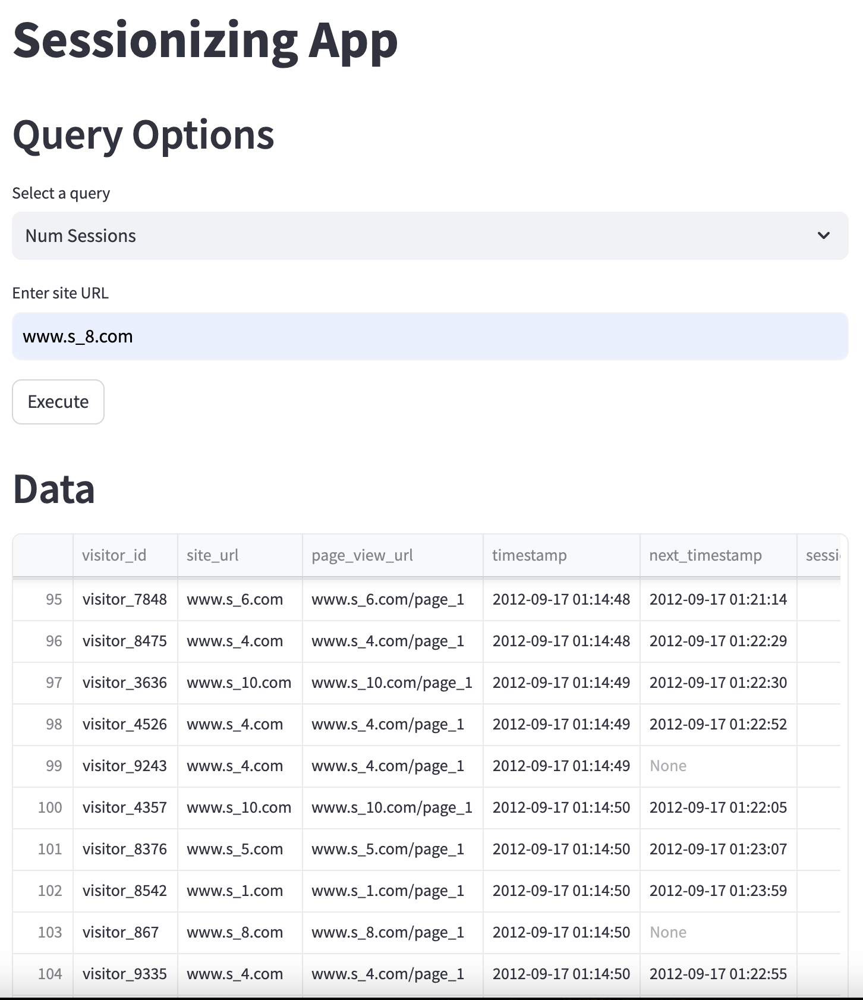 Sessionizing App
Query Options
Select a query
Num Sessions
Enter site URL
www.s_8.com
Execute
Data
visitor_id site_url page_view_url timestamp next_timestamp
95 visitor_7848 www.s_6.com www.s_6.com/page_1 2012-09-17 01:14:48 2012-09-17 01:21:14
96 visitor_8475 www.s_4.com www.s_4.com/page_1 2012-09-17 01:14:48 2012-09-17 01:22:29
97 visitor_3636 www.s_10.com www.s_10.com/page_1 2012-09-17 01:14:49 2012-09-17 01:22:30
98 visitor_4526 www.s_4.com www.s_4.com/page_1 2012-09-17 01:14:49 2012-09-17 01:22:52
99 visitor_9243 www.s_4.com www.s_4.com/page_1 2012-09-17 01:14:49 None
100 visitor_4357 www.s_10.com www.s_10.com/page_1 2012-09-17 01:14:50 2012-09-17 01:22:05
101 visitor_8376 www.s_5.com www.s_5.com/page_1 2012-09-17 01:14:50 2012-09-17 01:23:07
102 visitor_8542 www.s_1.com www.s_1.com/page_1 2012-09-17 01:14:50 2012-09-17 01:23:59
103 visitor_867 www.s_8.com www.s_8.com/page_1 2012-09-17 01:14:50 None
104 visitor_9335 www.s_4.com www.s_4.com/page_1 2012-09-17 01:14:50 2012-09-17 01:22:55